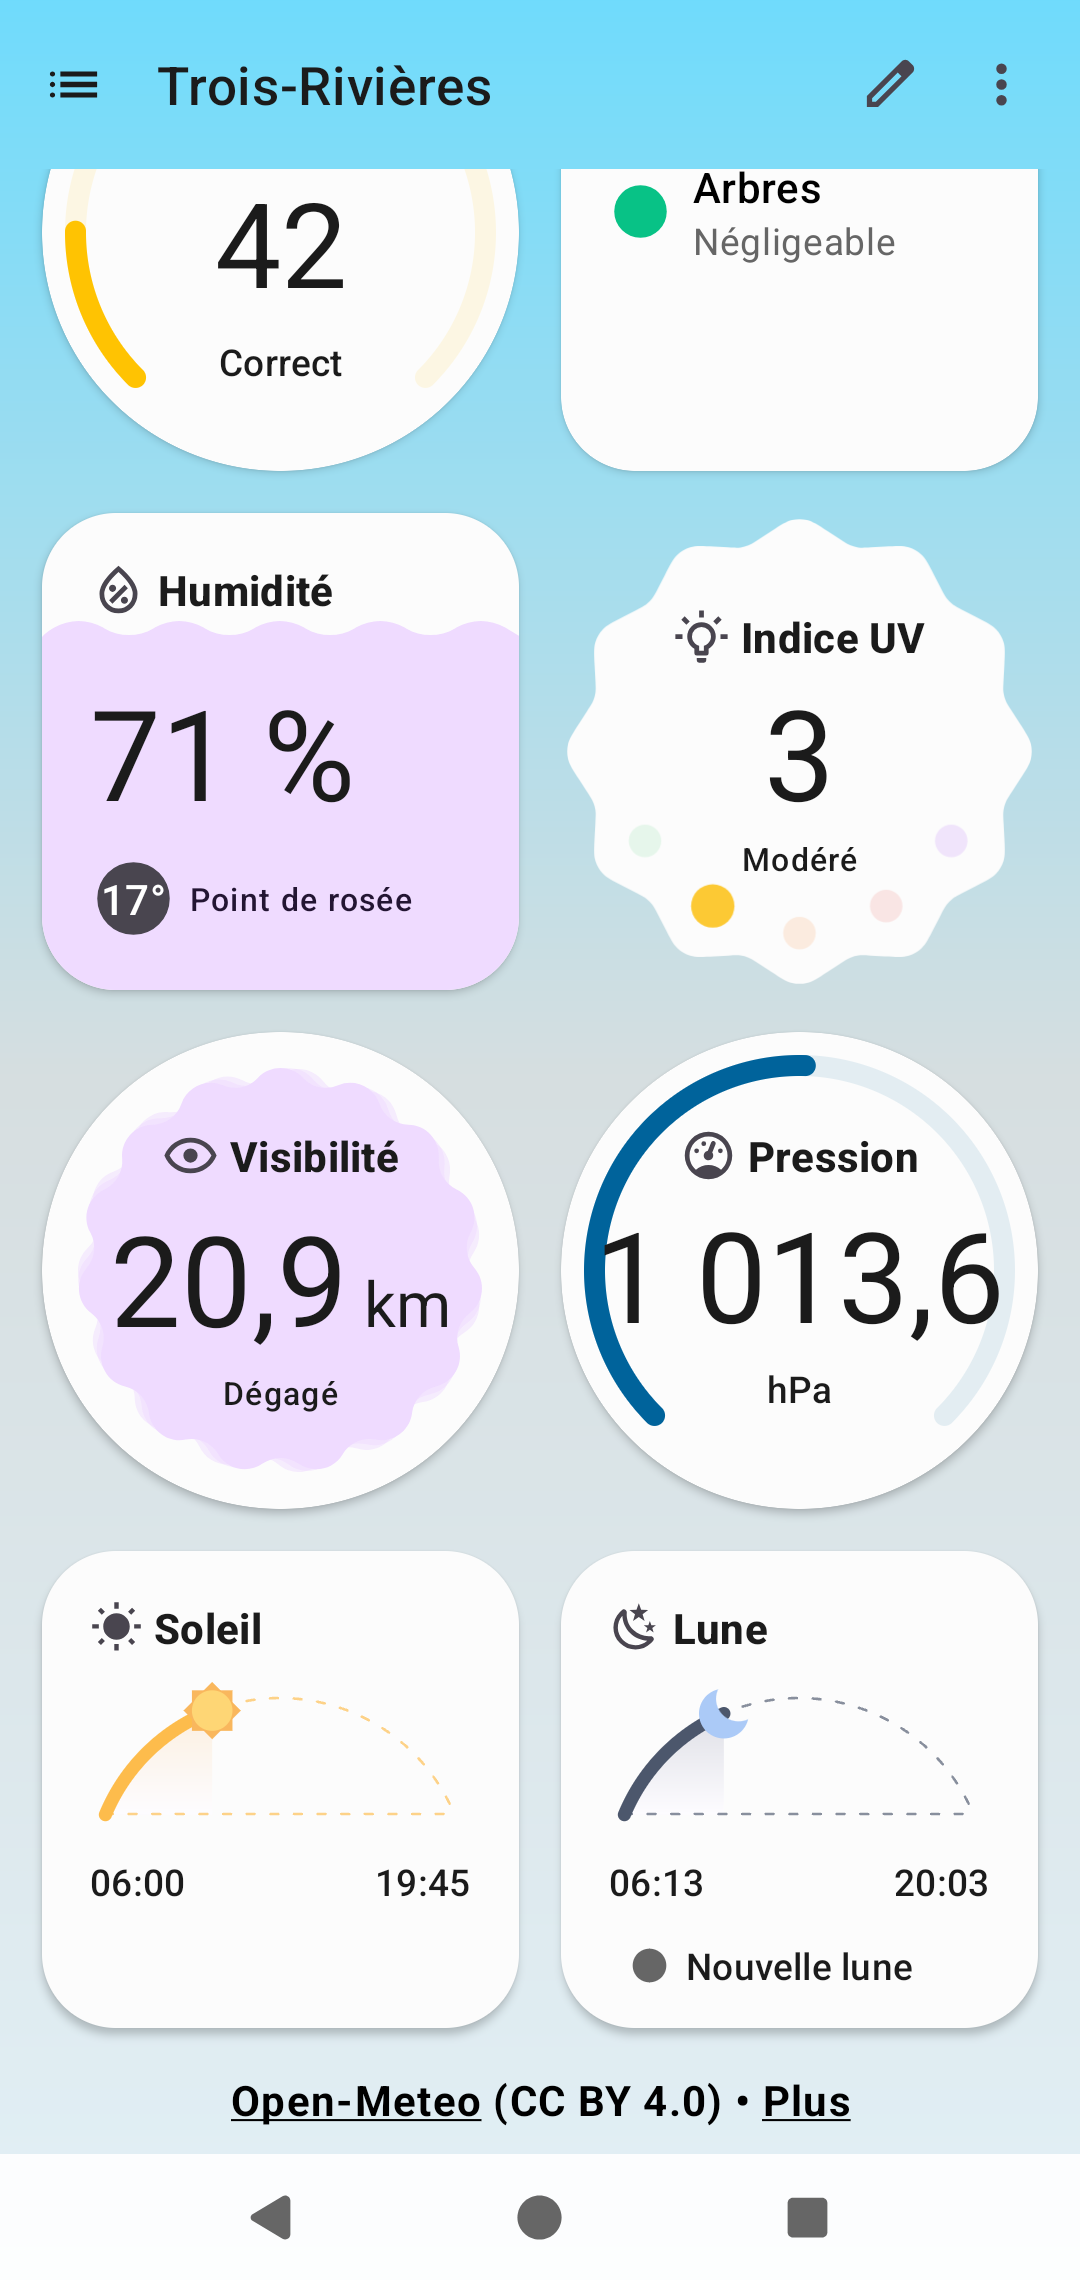 Trois-Rivières
42
Correct
Arbres
Négligeable
Humidité
71 %
17° Point de rosée
Indice UV
3
Modéré
Visibilité
20,9 km
Dégagé
Pression
1 013,6
hPa
Soleil
06:00 19:45
Lune
06:13 20:03
Nouvelle lune
Open-Meteo (CC BY 4.0) • Plus